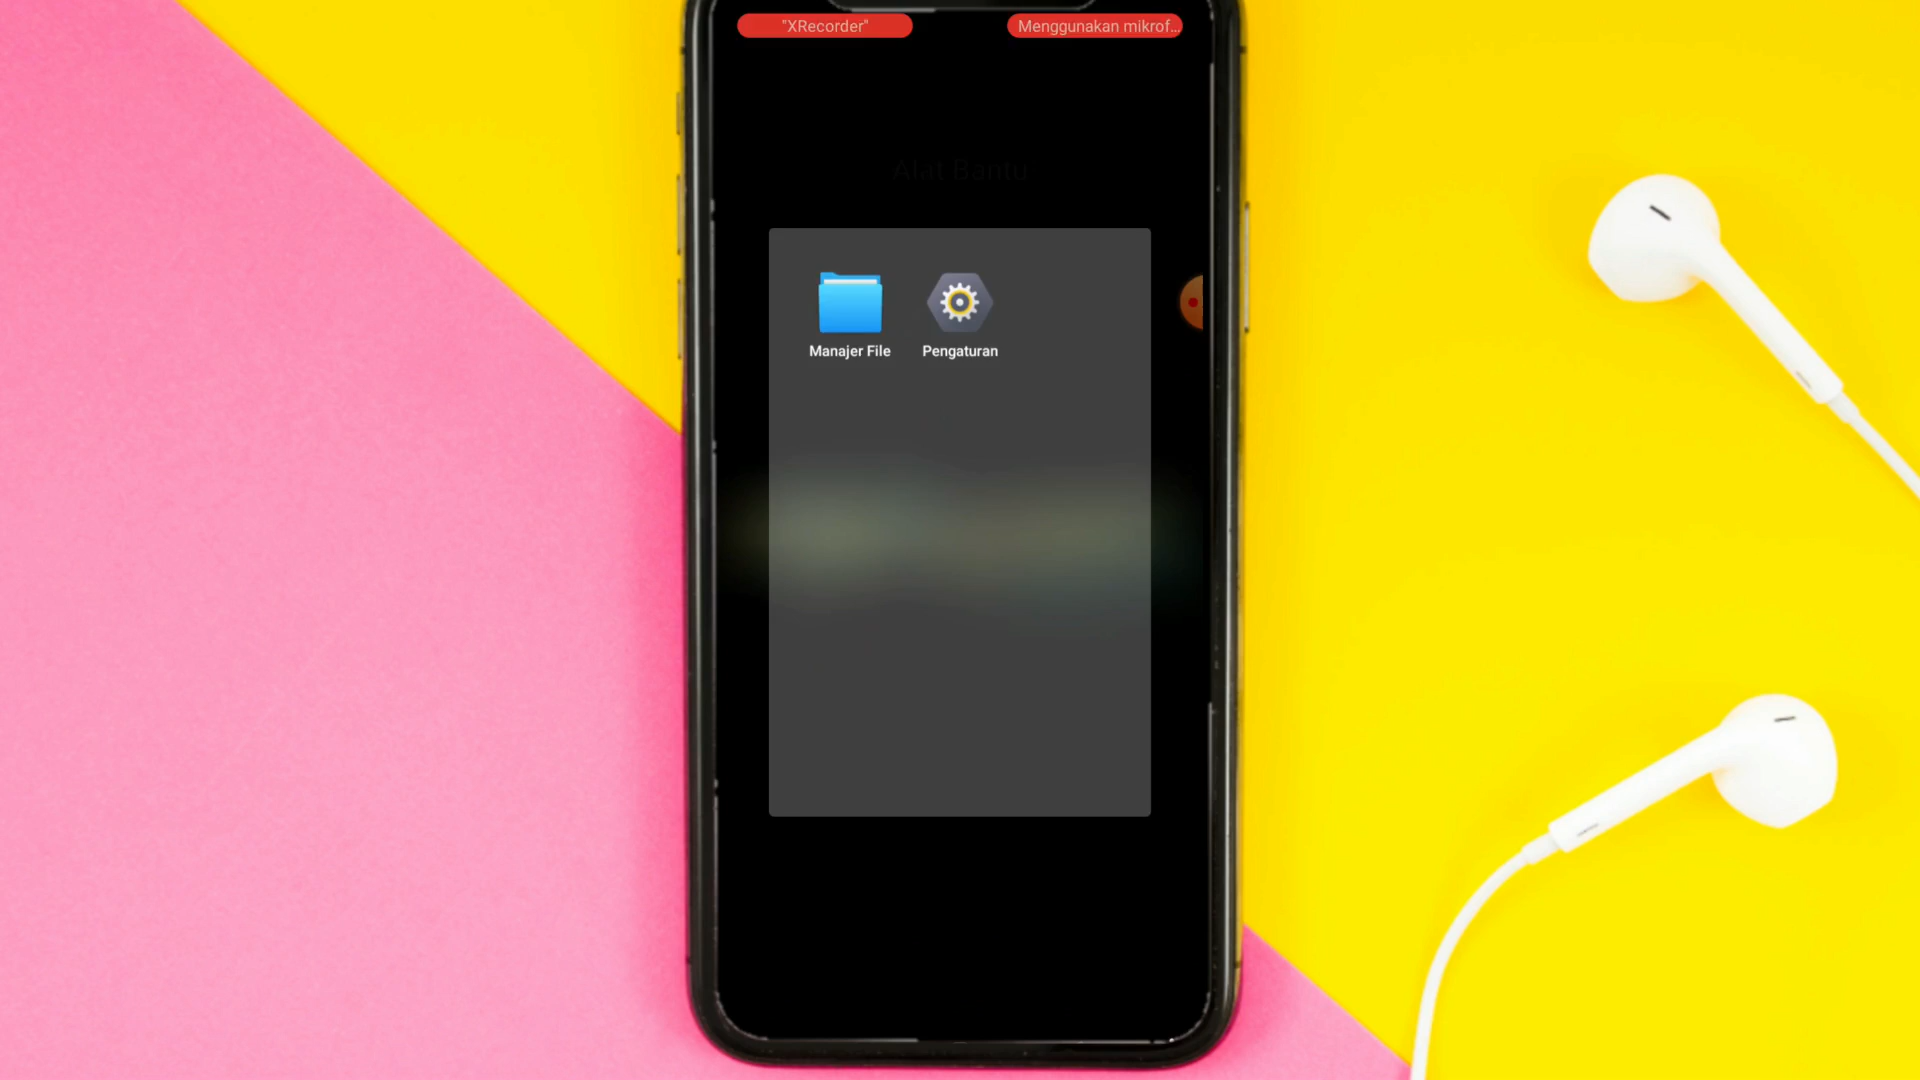 "XRecorder"
Menggunakan mikrof...
Alat Bantu
Manajer File
Pengaturan